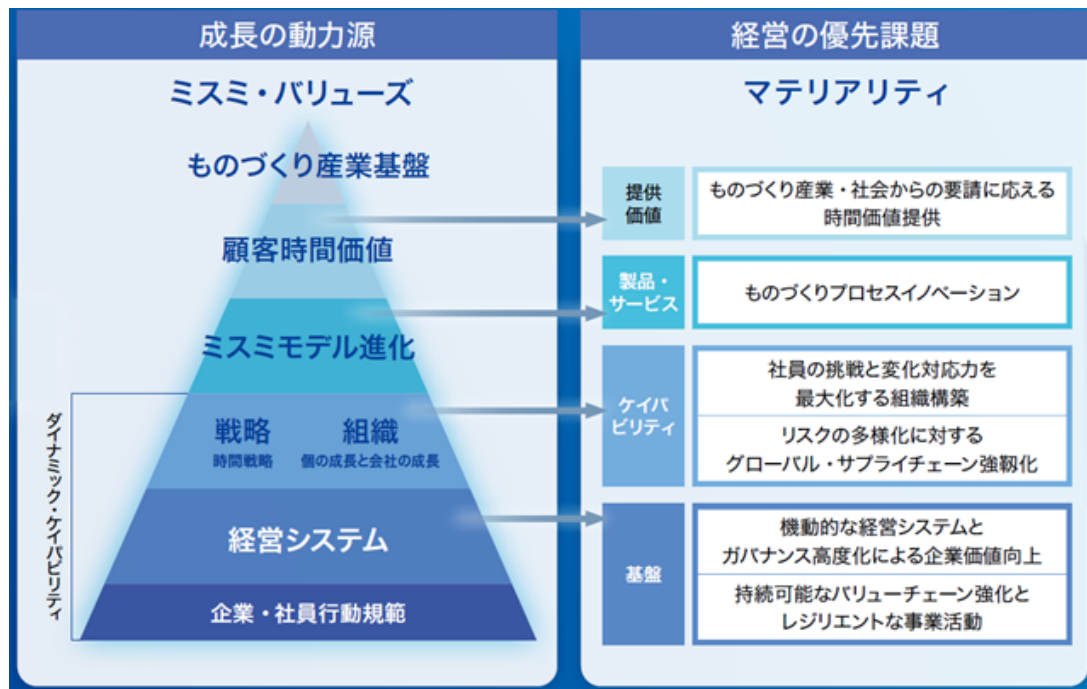 成長の動力源
ミスミ・バリューズ
ものづくり産業基盤
顧客時間価値
ミスミモデル進化
戦略
時間戦略
組織
個の成長と会社の成長
経営システム
企業・社員行動規範
ダイナミック・ケイパビリティ
経営の優先課題
マテリアリティ
提供
価値
ものづくり産業・社会からの要請に応える
時間価値提供
製品・
サービス
ものづくりプロセスイノベーション
ケイパ
ビリティ
社員の挑戦と変化対応力を
最大化する組織構築
リスクの多様化に対する
グローバル・サプライチェーン強靱化
基盤
機動的な経営システムと
ガバナンス高度化による企業価値向上
持続可能なバリューチェーン強化と
レジリエントな事業活動